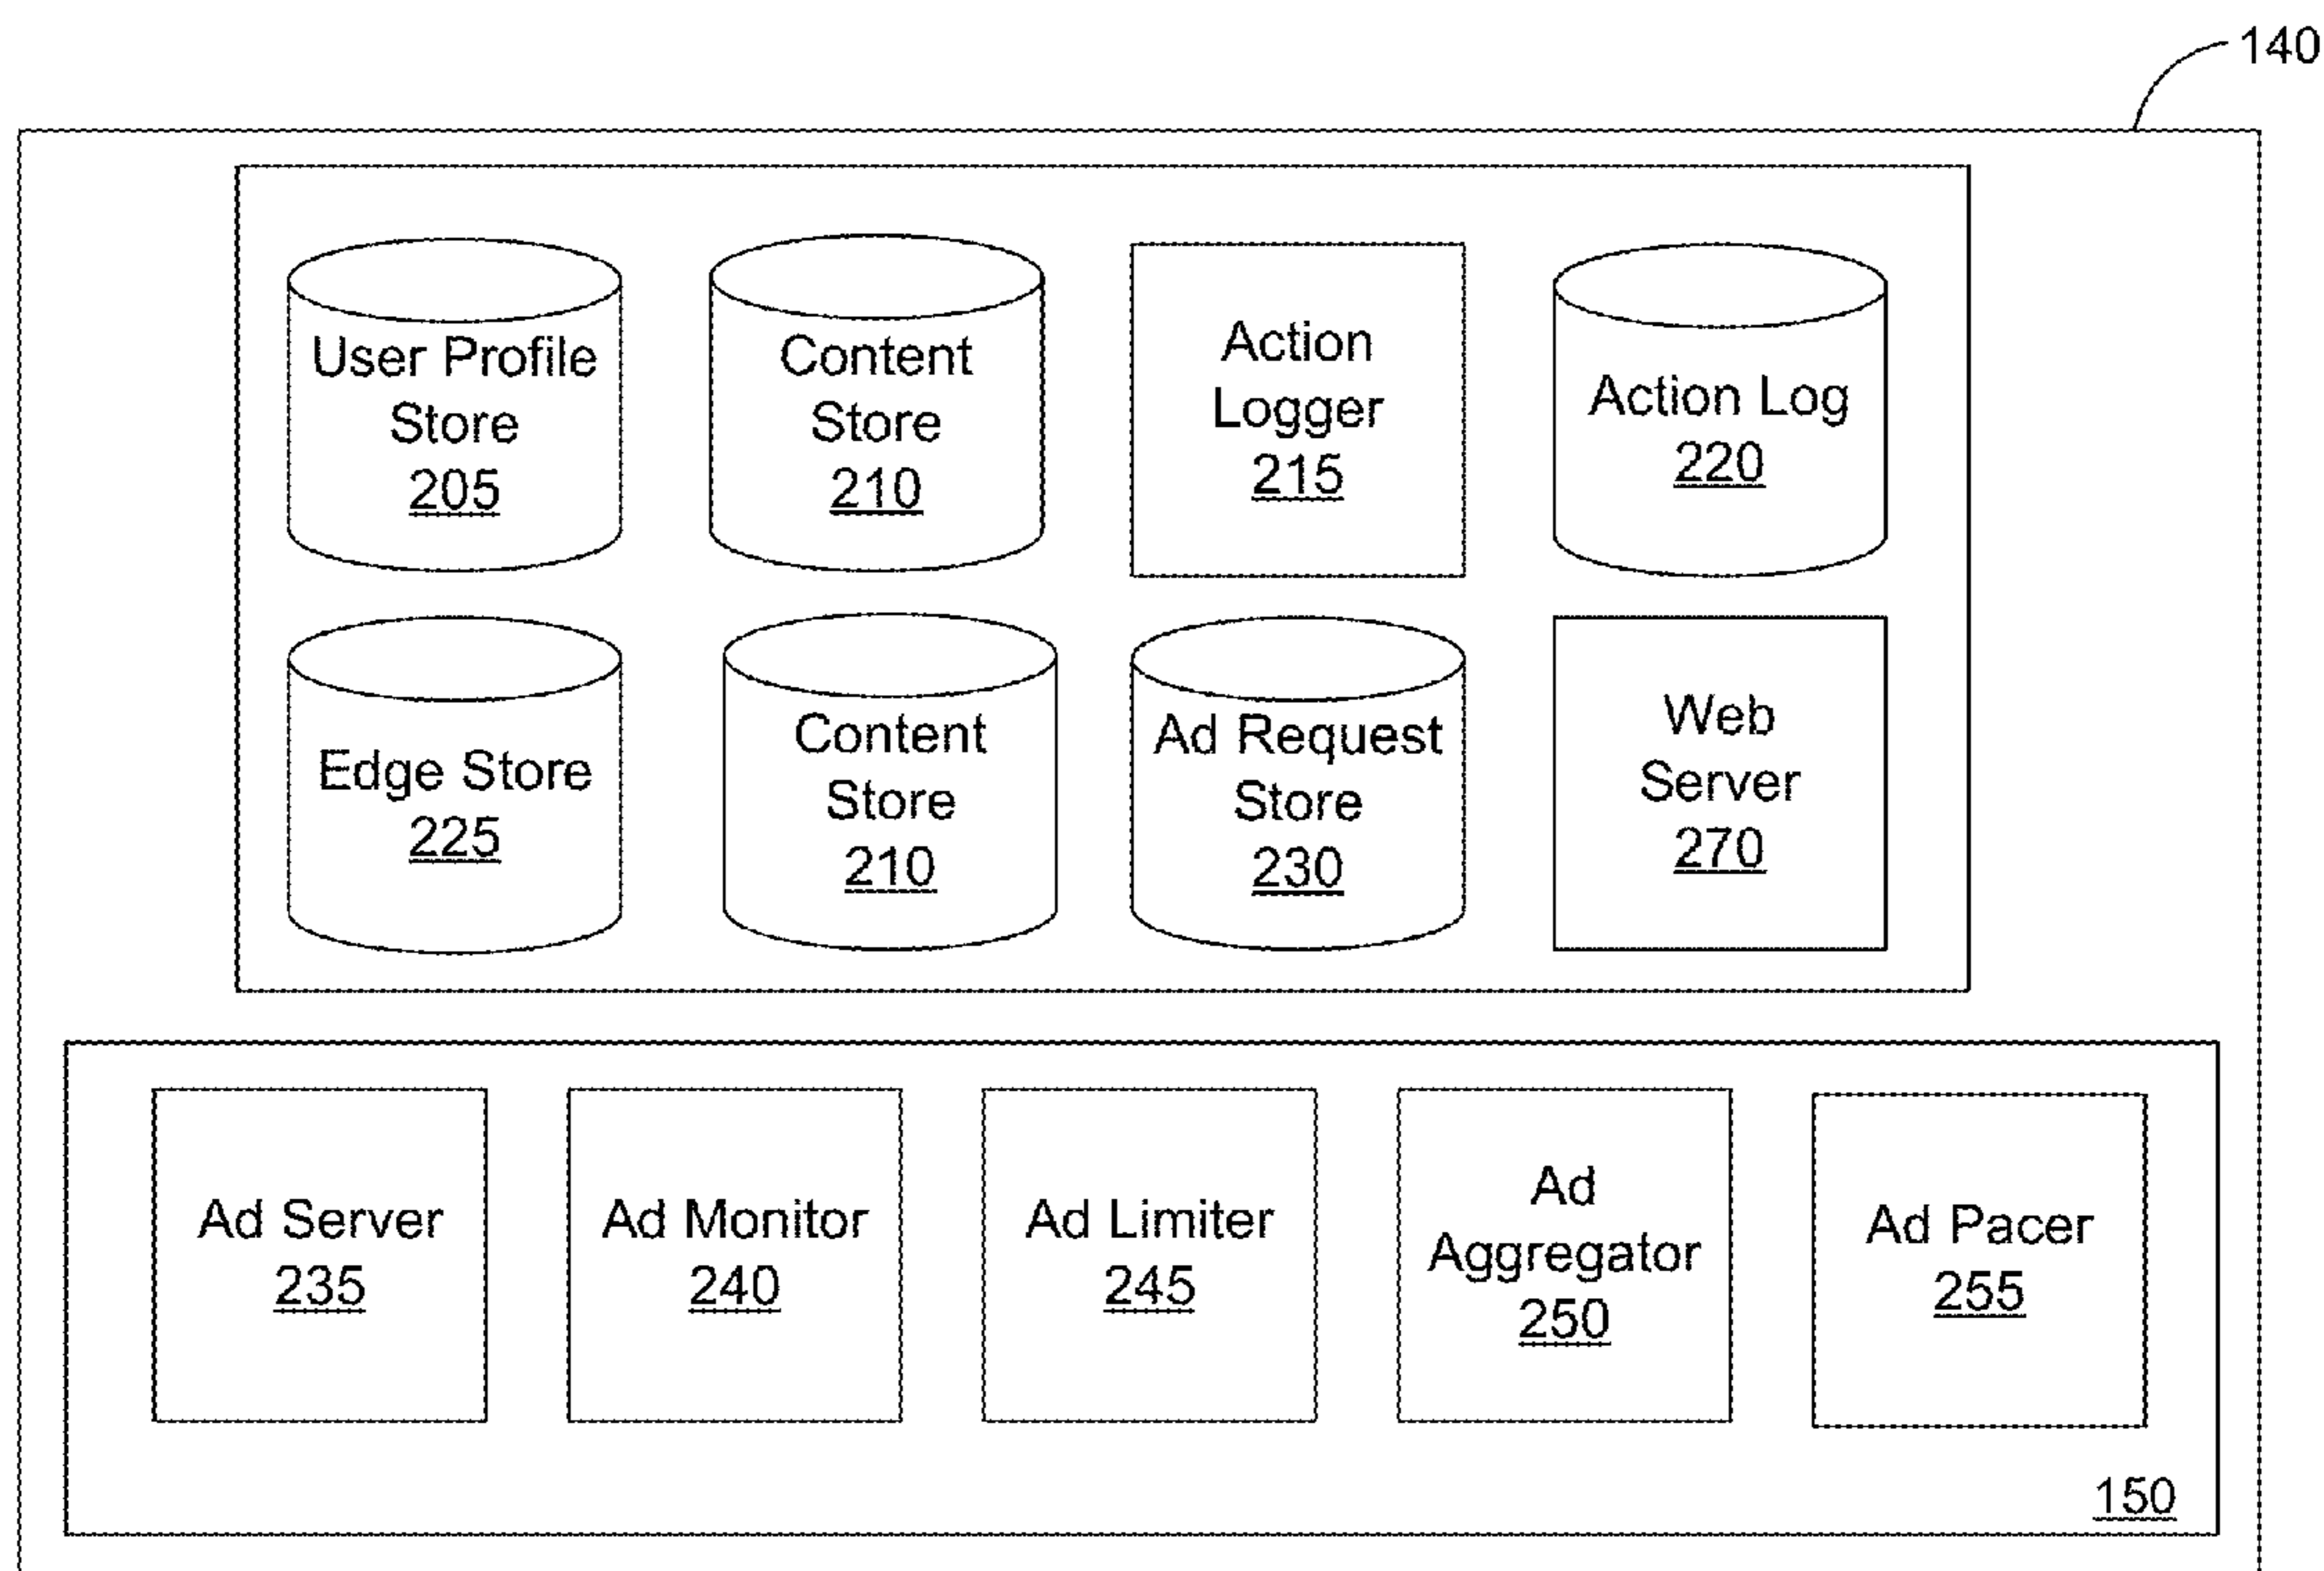 140
User Profile
Store
205
Content
Store
210
Action
Logger
215
Action Log
220
Edge Store
225
Content
Store
210
Ad Request
Store
230
Web
Server
270
Ad Server
235
Ad Monitor
240
Ad Limiter
245
Ad
Aggregator
250
Ad Pacer
255
150